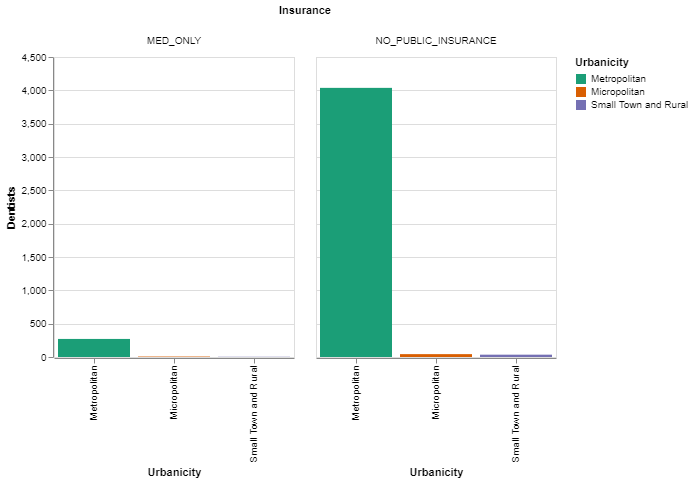 Insurance
MED_ONLY
NO_PUBLIC_INSURANCE
Urbanicity
Metropolitan
Micropolitan
Small Town and Rural
Dentists
4,500
4,000
3,500
3,000
2,500
2,000
1,500
1,000
500
0
Metropolitan
Micropolitan
Small Town and Rural
Metropolitan
Micropolitan
Small Town and Rural
Urbanicity
Urbanicity